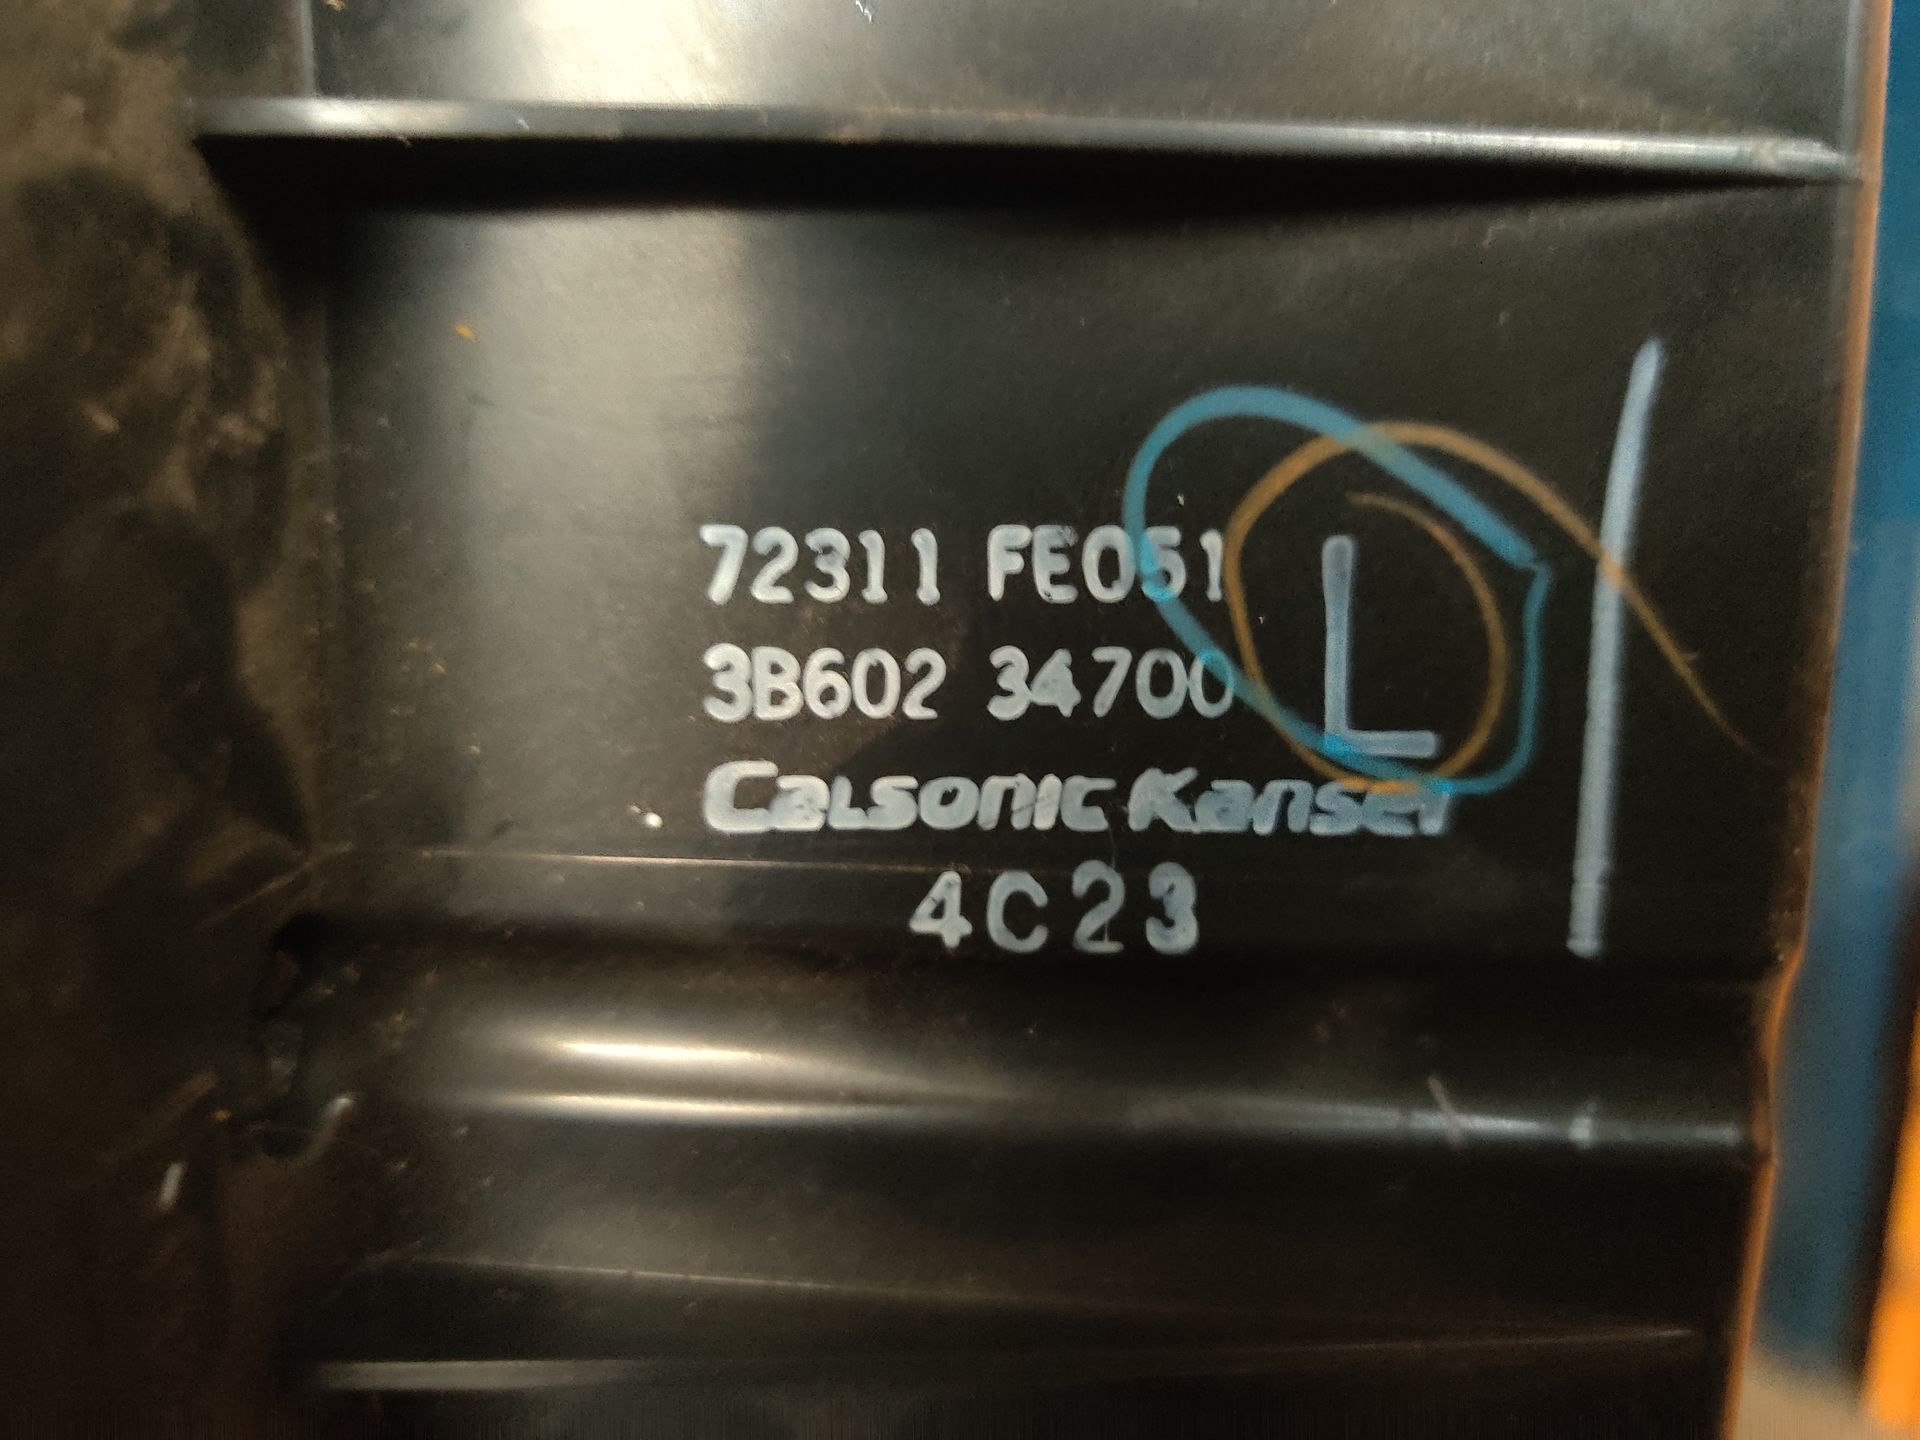 72311 FE051
L
3B602 34700
CaLsonic Kansei
4C23